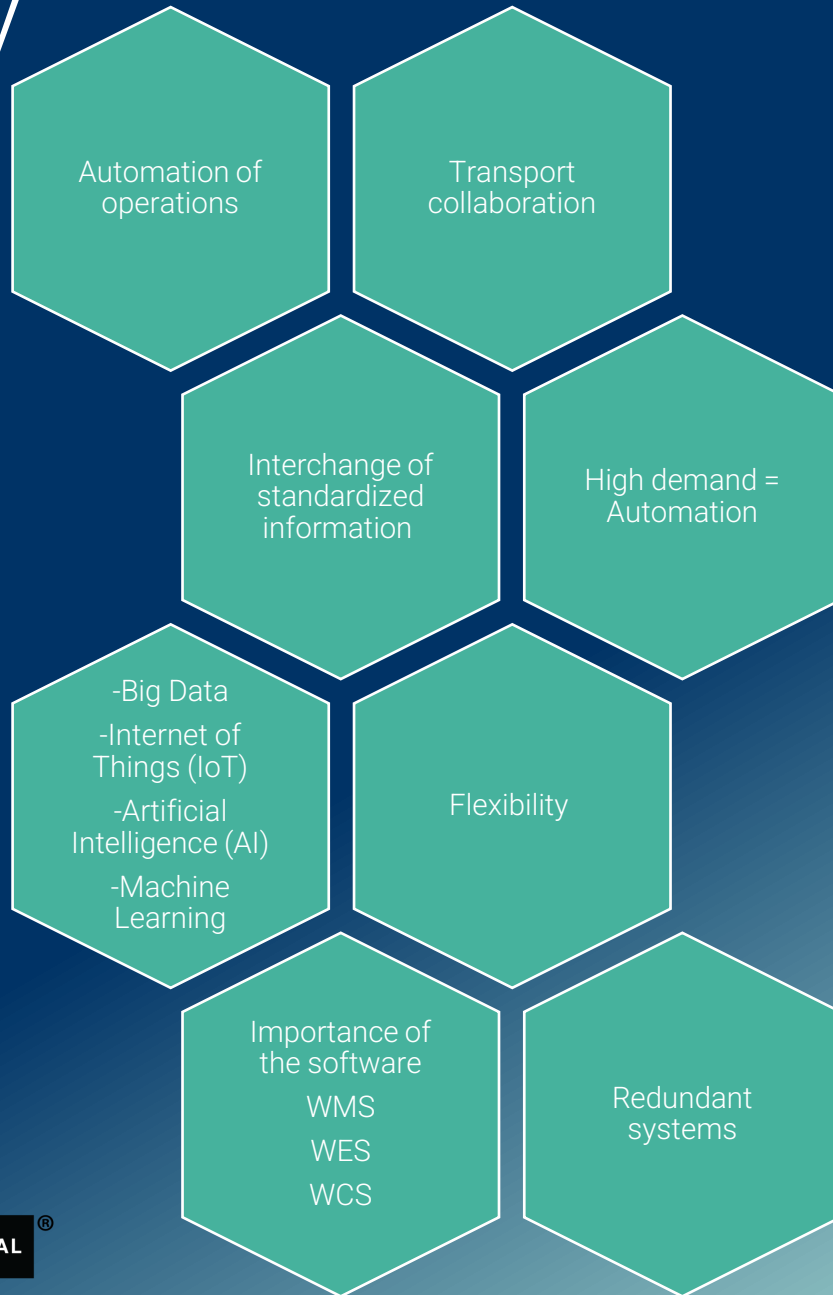 Automation of
operations
Transport
collaboration
Interchange of
standardized
information
High demand =
Automation
-Big Data
-Internet of
Things (IoT)
-Artificial
Intelligence (AI)
-Machine
Learning
Flexibility
Importance of
the software
WMS
WES
WCS
Redundant
systems
®